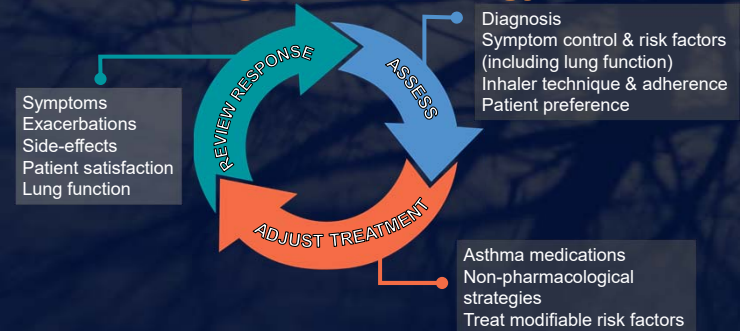 REVIEW RESPONSE
ASSESS
ADJUST TREATMENT
Diagnosis
Symptom control & risk factors
(including lung function)
Inhaler technique & adherence
Patient preference
Symptoms
Exacerbations
Side-effects
Patient satisfaction
Lung function
Asthma medications
Non-pharmacological
strategies
Treat modifiable risk factors